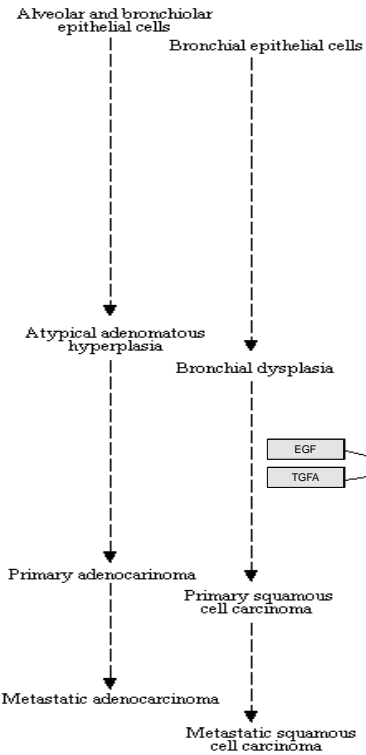 Alveolar and bronchiolar
epithelial cells
Bronchial epithelial cells
Atypical adenomatous
hyperplasia
Bronchial dysplasia
EGF
TGFA
Primary adenocarinoma
Primary squamous
cell carcinoma
Metastatic adenocarcinoma
Metastatic squamous
cell carcinoma